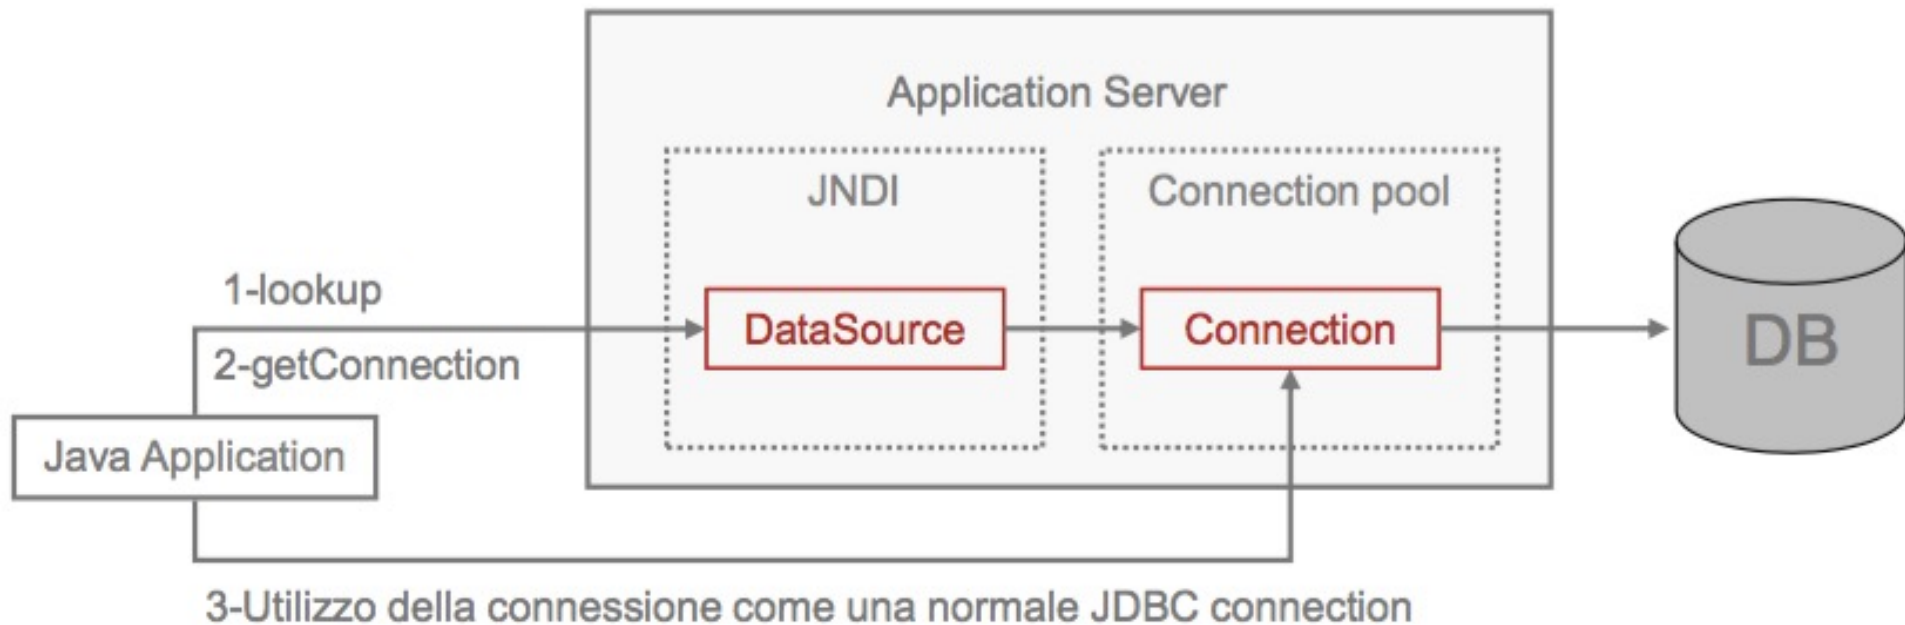 Application Server
JNDI
Connection pool
1-lookup
DataSource
Connection
DB
2-getConnection
Java Application
3-Utilizzo della connessione come una normale JDBC connection